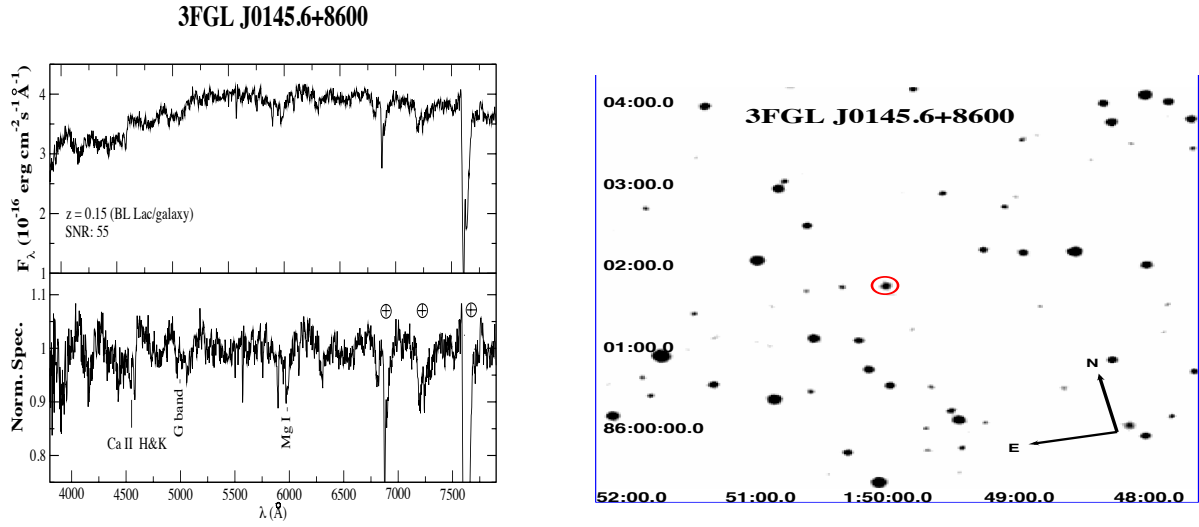 3FGL J0145.6+8600
F_λ (10^-16 erg cm^-2 s^-1 Å^-1)
4
3
2
1
z = 0.15 (BL Lac/galaxy)
SNR: 55
Norm. Spec.
1.1
1
0.9
0.8
Ca II H&K
G band
Mg I
4000 4500 5000 5500 6000 6500 7000 7500
λ (Å)
3FGL J0145.6+8600
04:00.0
03:00.0
02:00.0
01:00.0
86:00:00.0
N
E
52:00.0 51:00.0 1:50:00.0 49:00.0 48:00.0